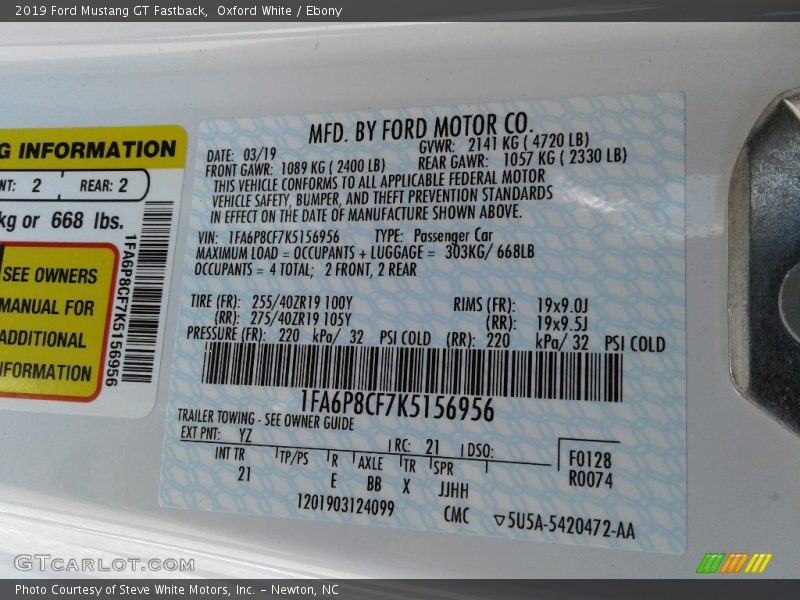 2019 Ford Mustang GT Fastback,  Oxford White / Ebony
G INFORMATION
NT: 2 REAR: 2
kg or 668 lbs.
SEE OWNERS
MANUAL FOR
ADDITIONAL
NFORMATION
1FA6P8CF7K5156956
MFD. BY FORD MOTOR CO.
DATE: 03/19 GVWR: 2141 KG ( 4720 LB)
FRONT GAWR: 1089 KG ( 2400 LB) REAR GAWR: 1057 KG ( 2330 LB)
THIS VEHICLE CONFORMS TO ALL APPLICABLE FEDERAL MOTOR
VEHICLE SAFETY, BUMPER, AND THEFT PREVENTION STANDARDS
IN EFFECT ON THE DATE OF MANUFACTURE SHOWN ABOVE.
VIN: 1FA6P8CF7K5156956 TYPE: Passenger Car
MAXIMUM LOAD = OCCUPANTS + LUGGAGE = 303KG/ 668LB
OCCUPANTS = 4 TOTAL; 2 FRONT, 2 REAR
TIRE (FR): 255/40ZR19 100Y RIMS (FR): 19x9.0J
(RR): 275/40ZR19 105Y (RR): 19x9.5J
PRESSURE (FR): 220 kPa/ 32 PSI COLD (RR): 220 kPa/ 32 PSI COLD
1FA6P8CF7K5156956
TRAILER TOWING - SEE OWNER GUIDE
EXT PNT: YZ RC: 21 DSO: F0128
INT TR TP/PS R AXLE TR SPR R0074
21 E BB X JJHH
1201903124099 CMC 5U5A-5420472-AA
GTCARLOT.COM
Photo Courtesy of Steve White Motors, Inc. – Newton, NC